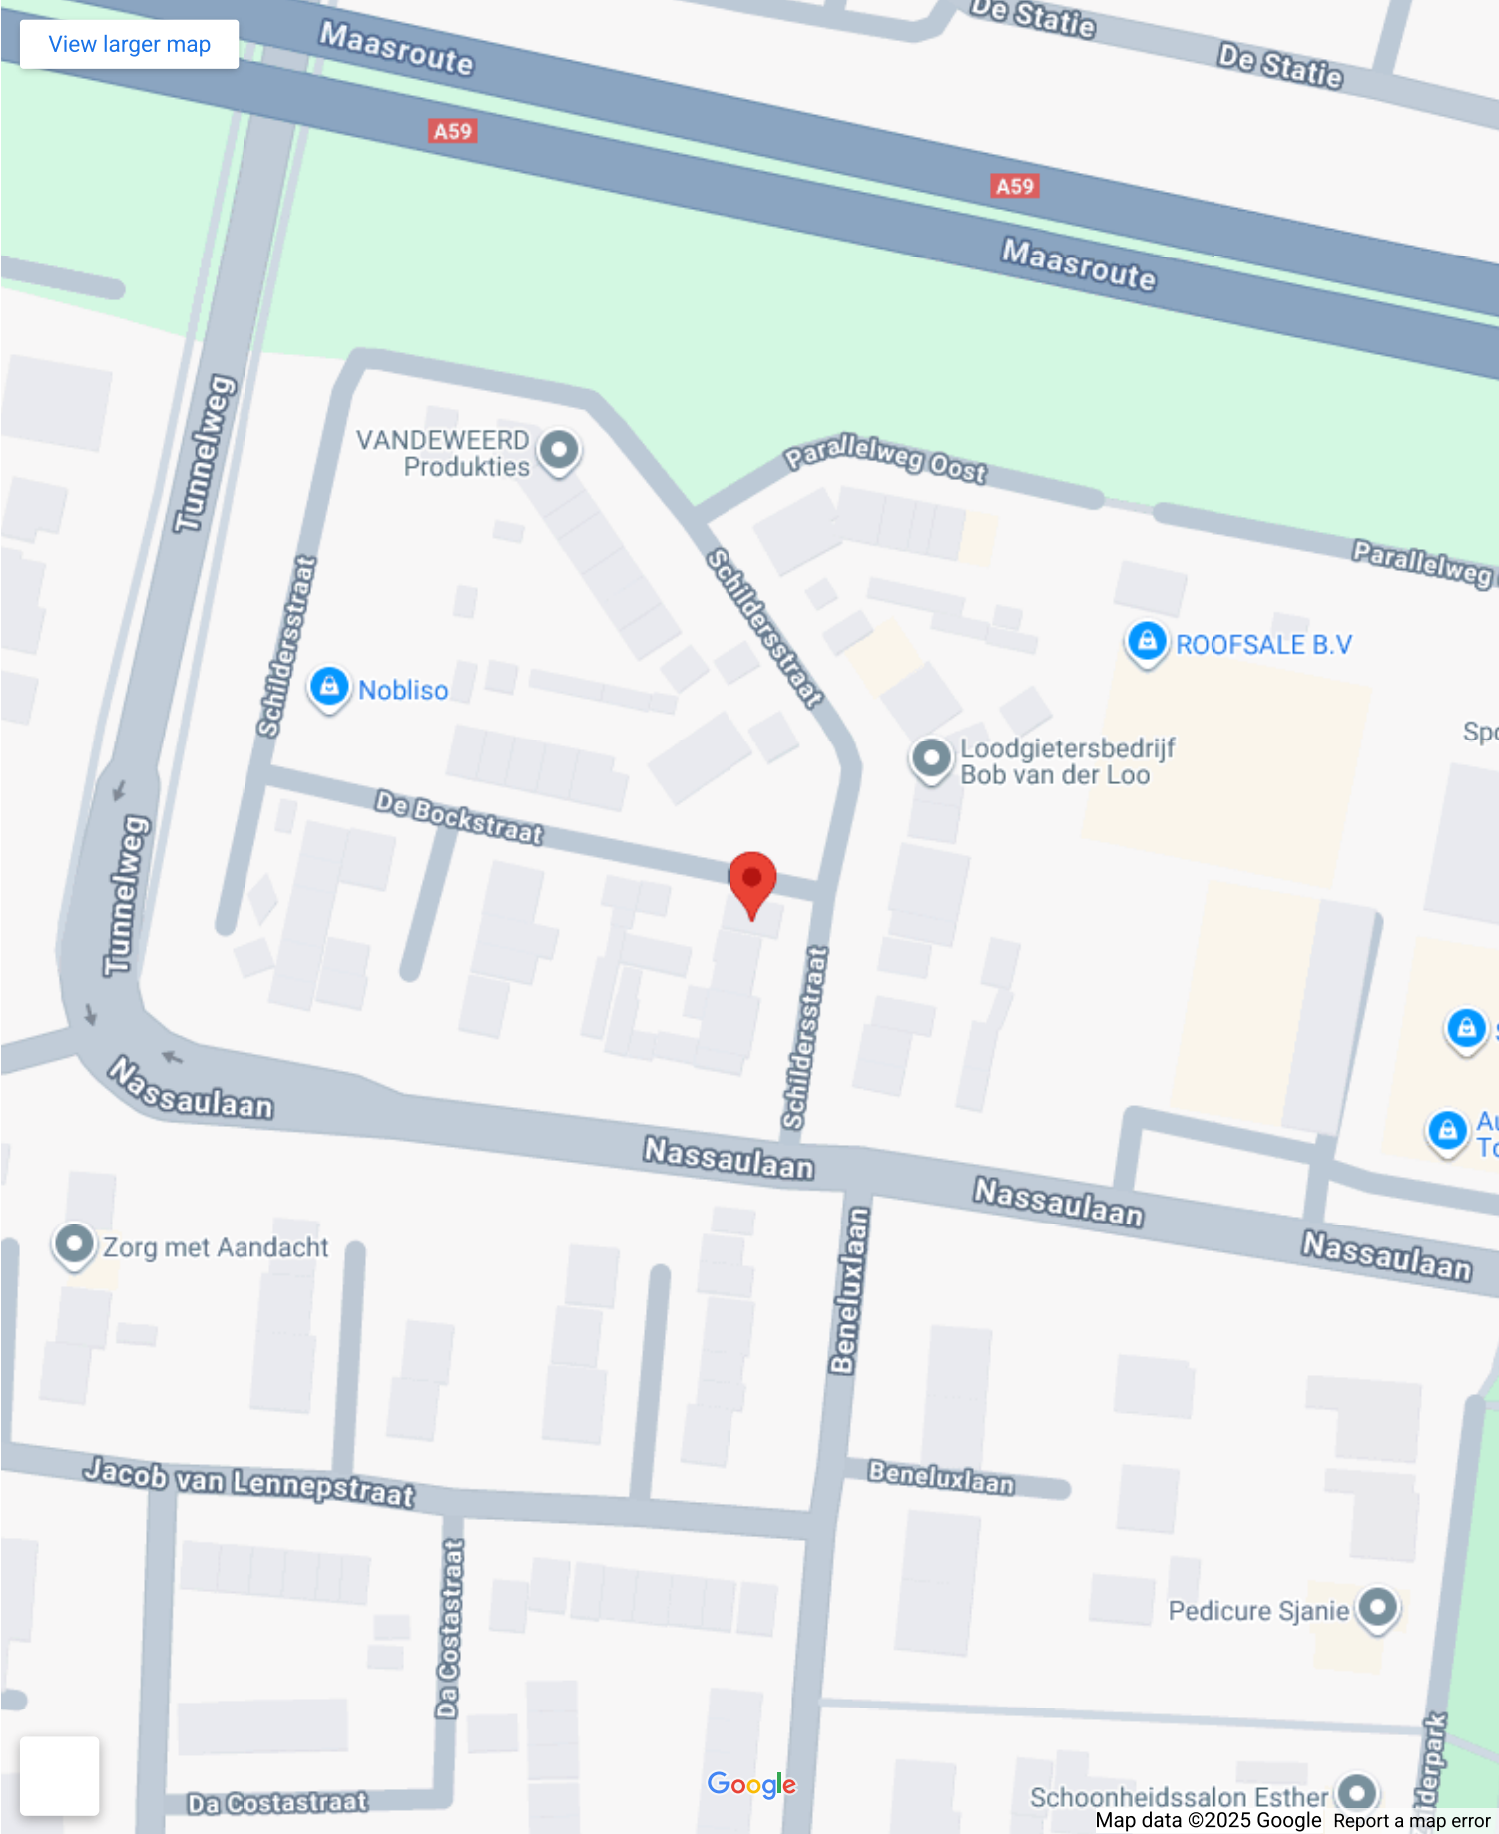 View larger map
Maasroute
De Statie
De Statie
A59
A59
Maasroute
Tunnelweg
VANDEWEERD
Produkties
Parallelweg Oost
Parallelweg
Schildersstraat
Schildersstraat
ROOFSALE B.V
Nobliso
Loodgietersbedrijf
Bob van der Loo
De Bockstraat
Tunnelweg
Schildersstraat
Nassaulaan
Nassaulaan
Nassaulaan
Nassaulaan
Zorg met Aandacht
Beneluxlaan
Jacob van Lennepstraat
Beneluxlaan
Da Costastraat
Pedicure Sjanie
Da Costastraat
Google
Schoonheidssalon Esther
Map data ©2025 Google
Report a map error